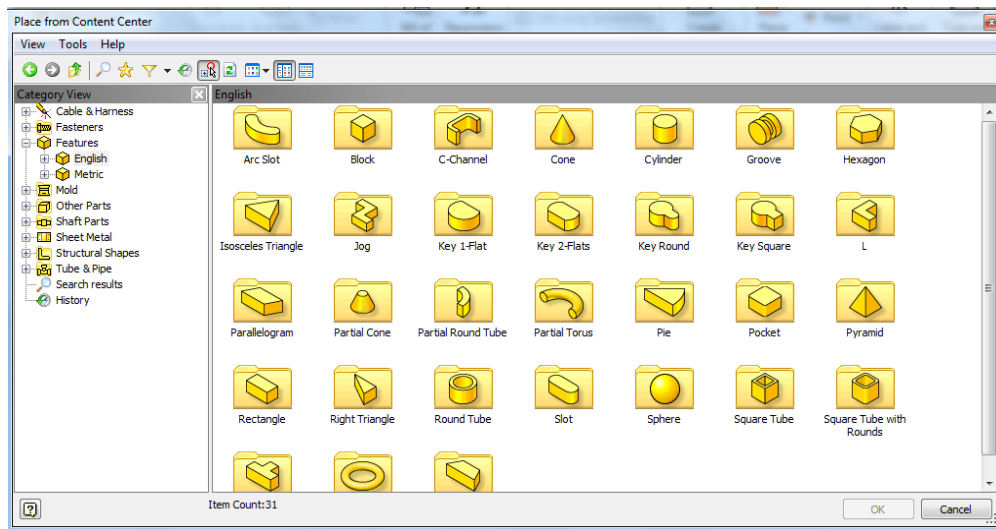 Place from Content Center
View Tools Help
Category View
English
Cable & Harness
Fasteners
Features
English
Metric
Mold
Other Parts
Shaft Parts
Sheet Metal
Structural Shapes
Tube & Pipe
Search results
History
Arc Slot Block C-Channel Cone Cylinder Groove Hexagon
Isosceles Triangle Jog Key 1-Flat Key 2-Flats Key Round Key Square L
Parallelogram Partial Cone Partial Round Tube Partial Torus Pie Pocket Pyramid
Rectangle Right Triangle Round Tube Slot Sphere Square Tube Square Tube with
Rounds
Item Count:31
OK Cancel